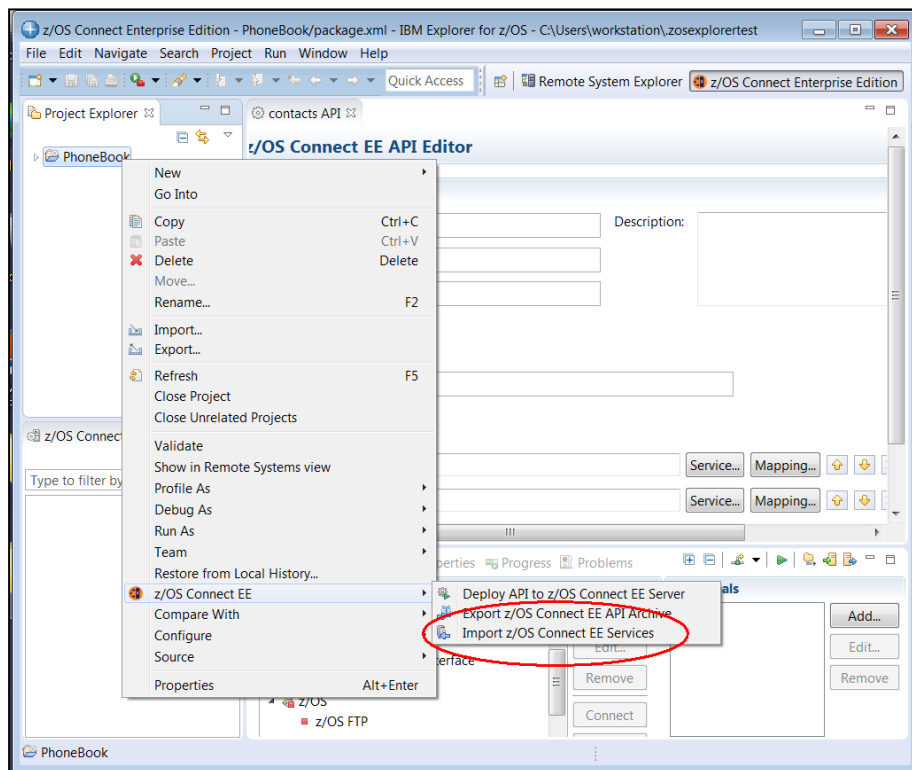 z/OS Connect Enterprise Edition - PhoneBook/package.xml - IBM Explorer for z/OS - C:\Users\workstation\.zosexplorertest
File Edit Navigate Search Project Run Window Help
Quick Access Remote System Explorer z/OS Connect Enterprise Edition
Project Explorer contacts API
z/OS Connect EE API Editor
PhoneBook
New
Go Into
Copy Ctrl+C
Paste Ctrl+V
Delete Delete
Move...
Rename... F2
Import...
Export...
Refresh F5
Close Project
Close Unrelated Projects
Validate
Show in Remote Systems view
Profile As
Debug As
Run As
Team
Restore from Local History...
z/OS Connect EE
Compare With
Configure
Source
Properties Alt+Enter
Description:
z/OS Connect
Type to filter by
Service... Mapping...
Service... Mapping...
perties Progress Problems
als
Deploy API to z/OS Connect EE Server
Export z/OS Connect EE API Archive
Import z/OS Connect EE Services
Add...
Edit... Edit...
terface
Remove Remove
z/OS
z/OS FTP
Connect
PhoneBook